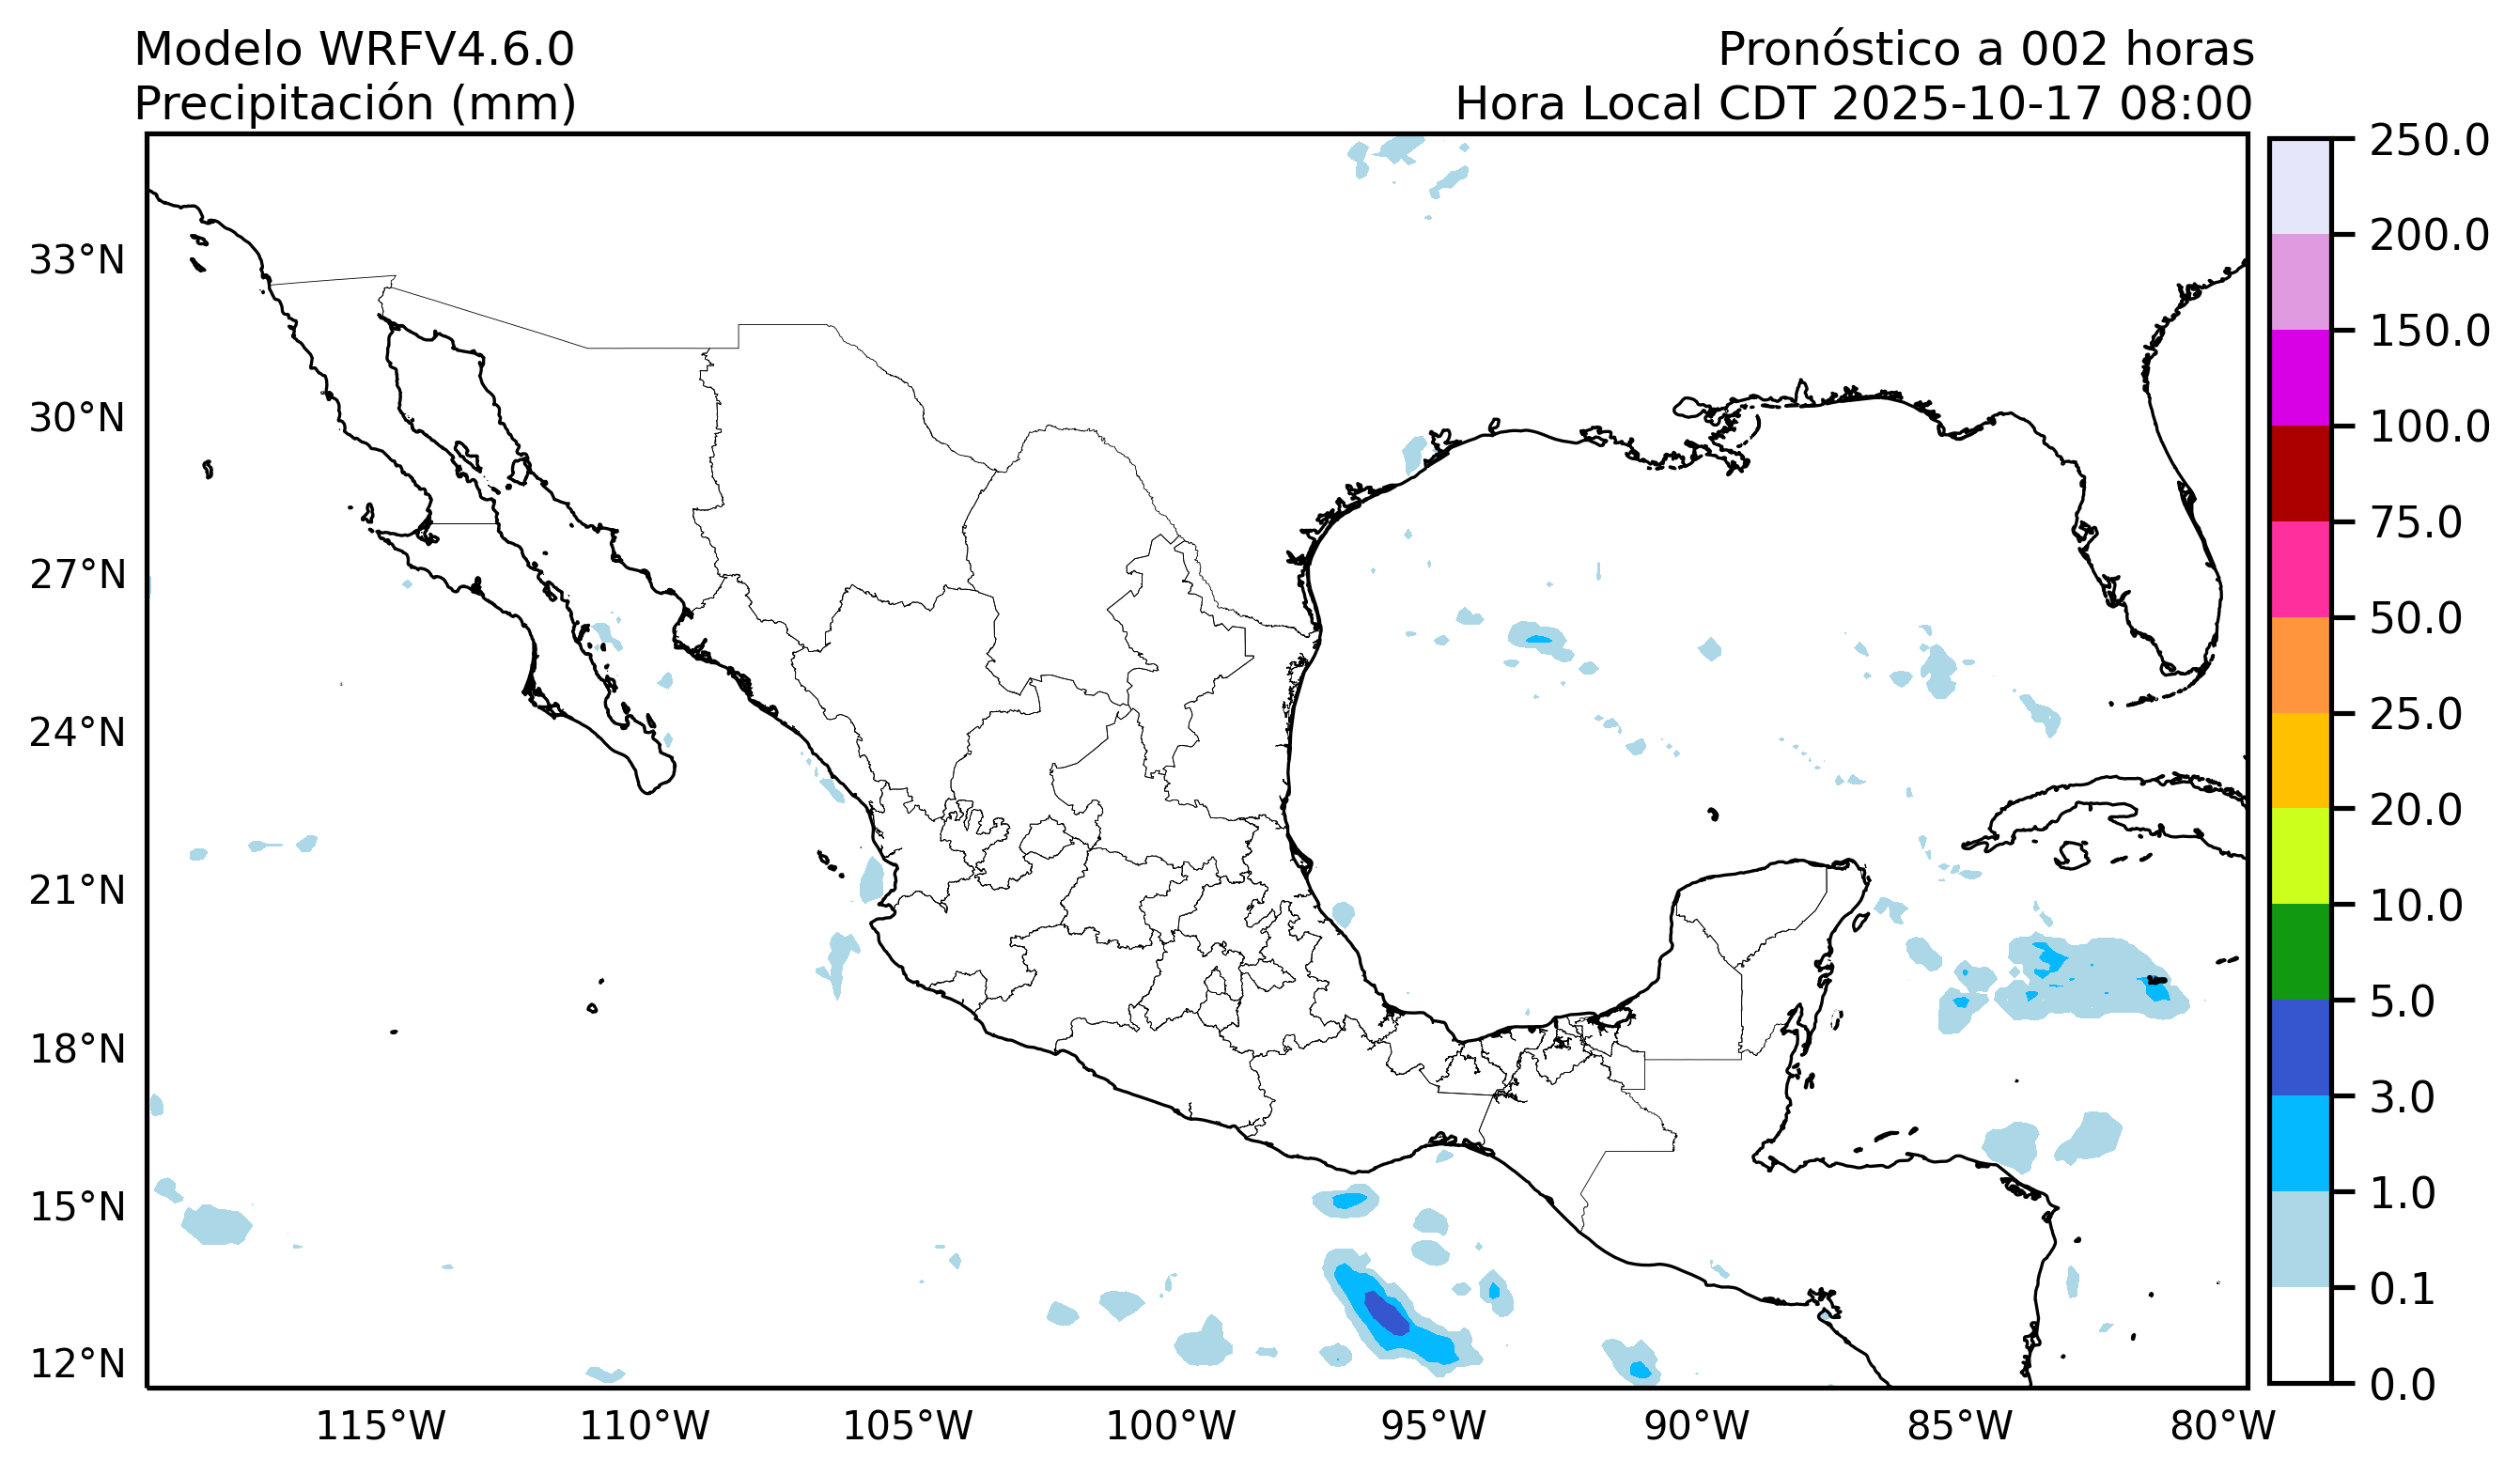 Modelo WRFV4.6.0
Precipitación (mm)
Pronóstico a 002 horas
Hora Local CDT 2025-10-17 08:00
33°N
30°N
27°N
24°N
21°N
18°N
15°N
12°N
115°W
110°W
105°W
100°W
95°W
90°W
85°W
80°W
250.0
200.0
150.0
100.0
75.0
50.0
25.0
20.0
10.0
5.0
3.0
1.0
0.1
0.0